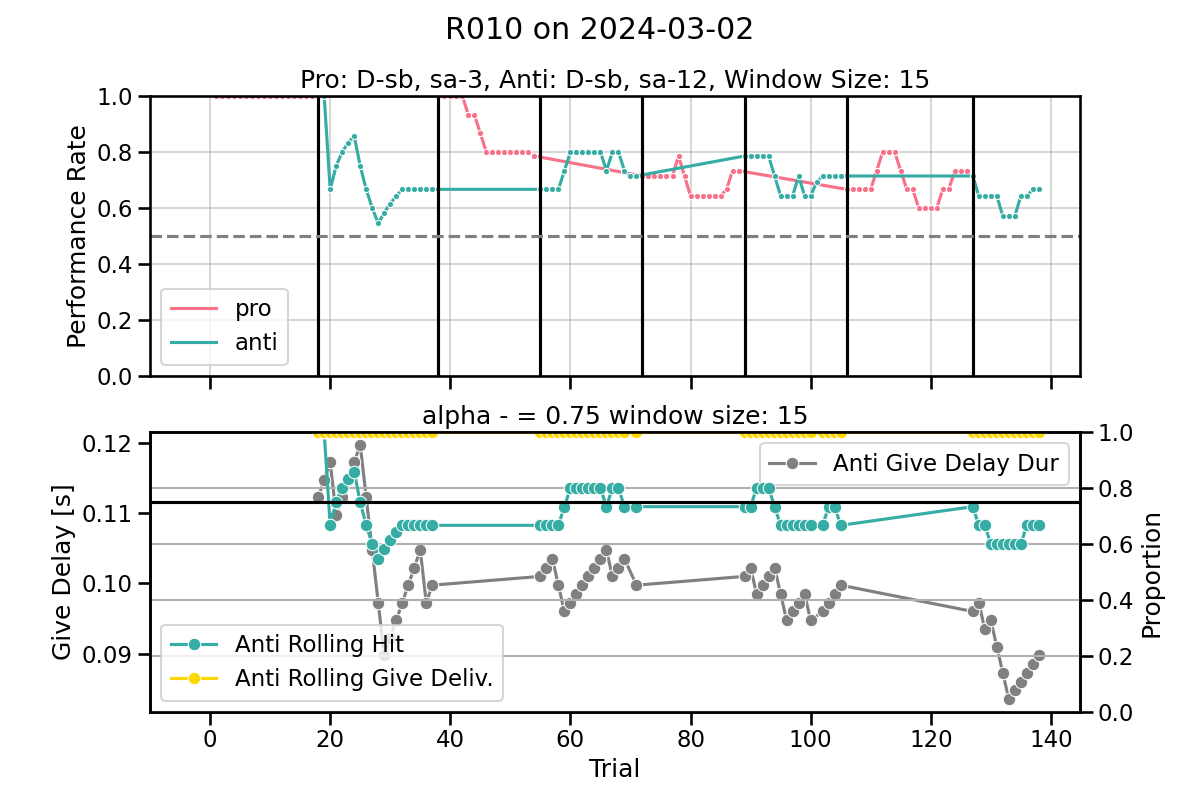 R010 on 2024-03-02
Pro: D-sb, sa-3, Anti: D-sb, sa-12, Window Size: 15
1.0
0.8
0.6
0.4
0.2
0.0
Performance Rate
pro
anti
alpha - = 0.75 window size: 15
0.12
0.11
0.10
0.09
Give Delay [s]
Anti Give Delay Dur
Anti Rolling Hit
Anti Rolling Give Deliv.
1.0
0.8
0.6
0.4
0.2
0.0
Proportion
0 20 40 60 80 100 120 140
Trial